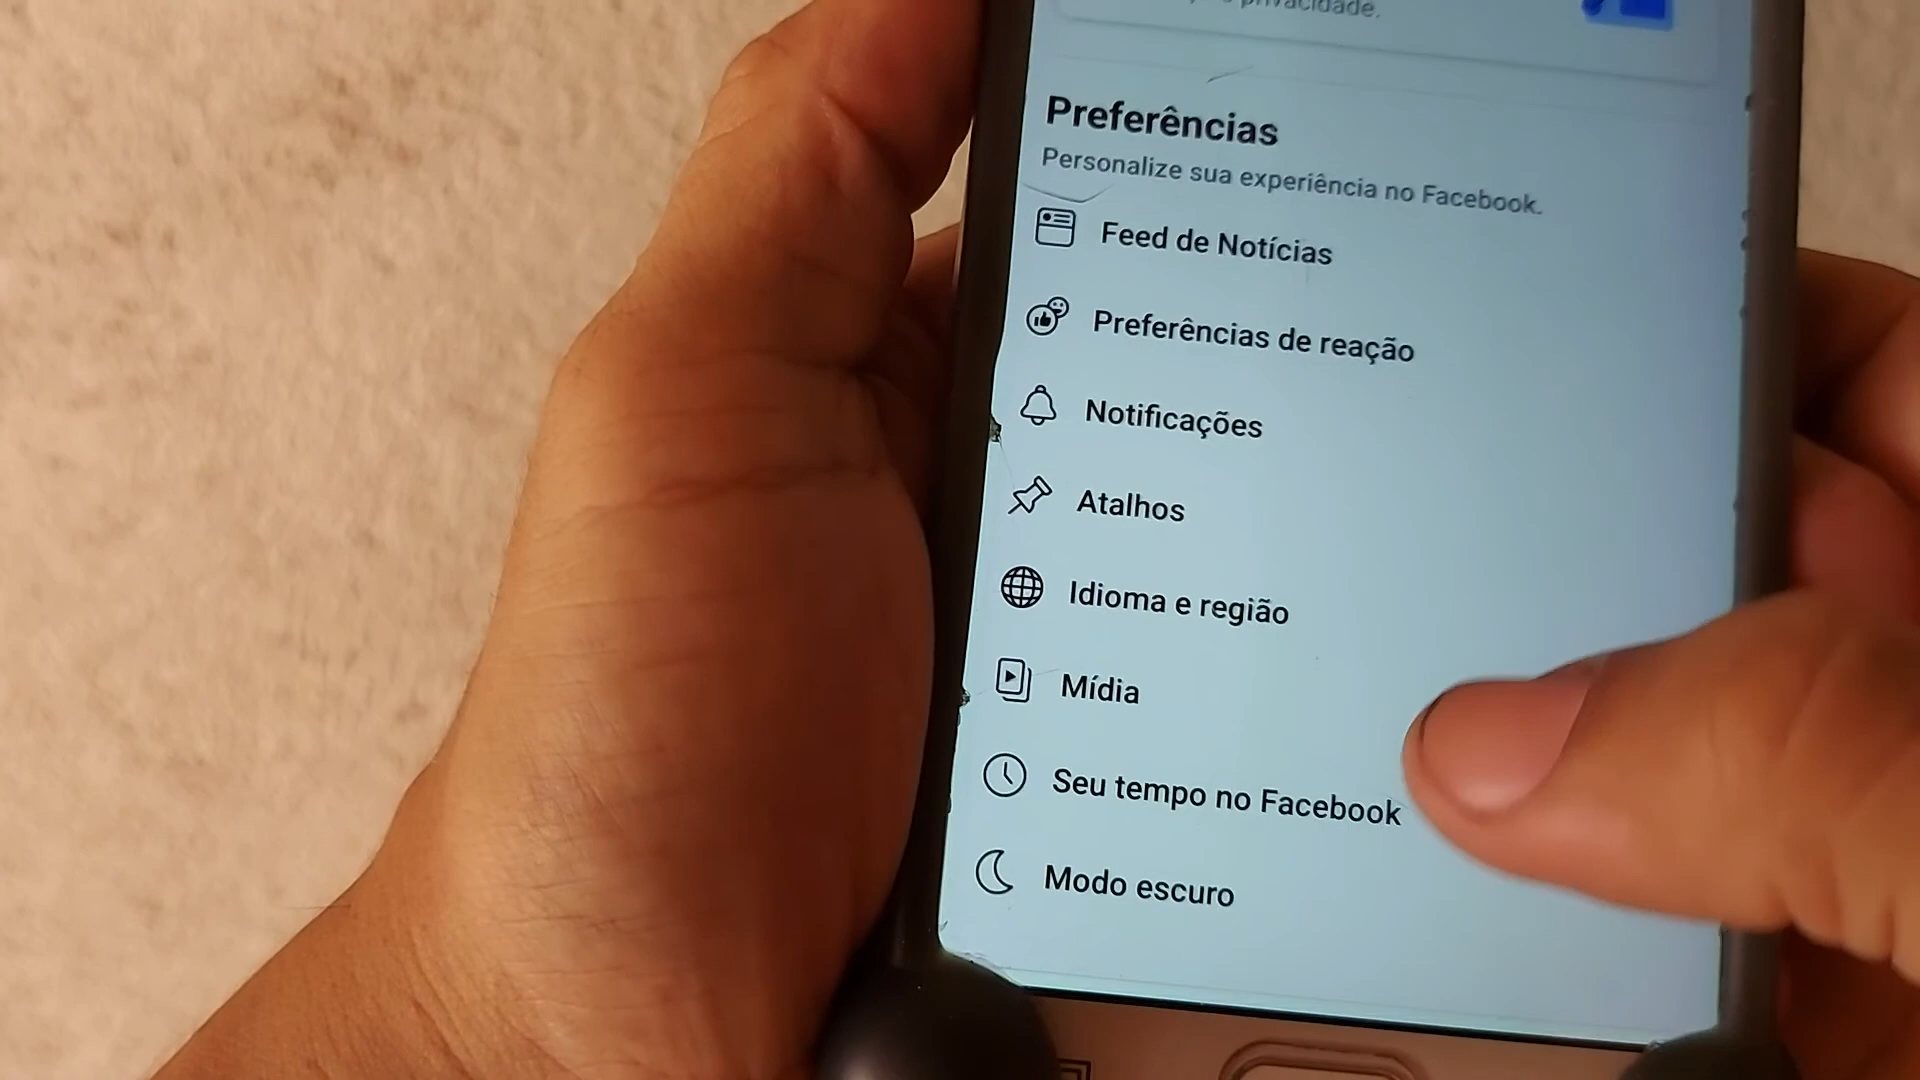 privacidade.
Preferências
Personalize sua experiência no Facebook.
Feed de Notícias
Preferências de reação
Notificações
Atalhos
Idioma e região
Mídia
Seu tempo no Facebook
Modo escuro